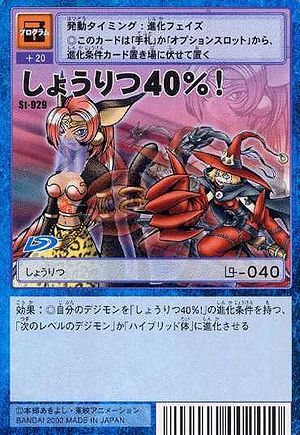 プログラム
+20
発動タイミング：進化フェイズ
◎このカードは「手札」か「オプションスロット」から、
進化条件カード置き場に伏せて置く
しょうりつ40%!
St-029
しょうりつ
-040
効果：◎自分のデジモンを「しょうりつ40%!」の進化条件を持つ、
「次のレベルのデジモン」か「ハイブリッド体」に進化させる
©本郷あきよし・東映アニメーション
BANDAI 2002 MADE IN JAPAN